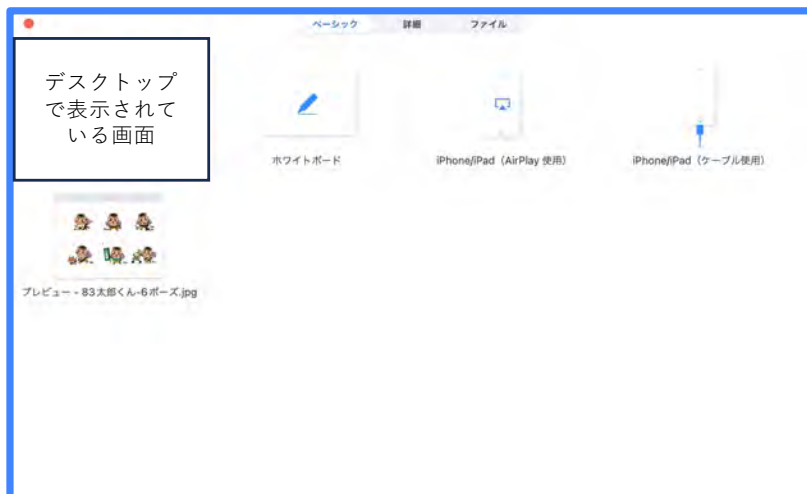 ベーシック
詳細
ファイル
デスクトップ
で表示されて
いる画面
ホワイトボード
iPhone/iPad（AirPlay 使用）
iPhone/iPad（ケーブル使用）
プレビュー - 83太郎くん-6ポーズ.jpg